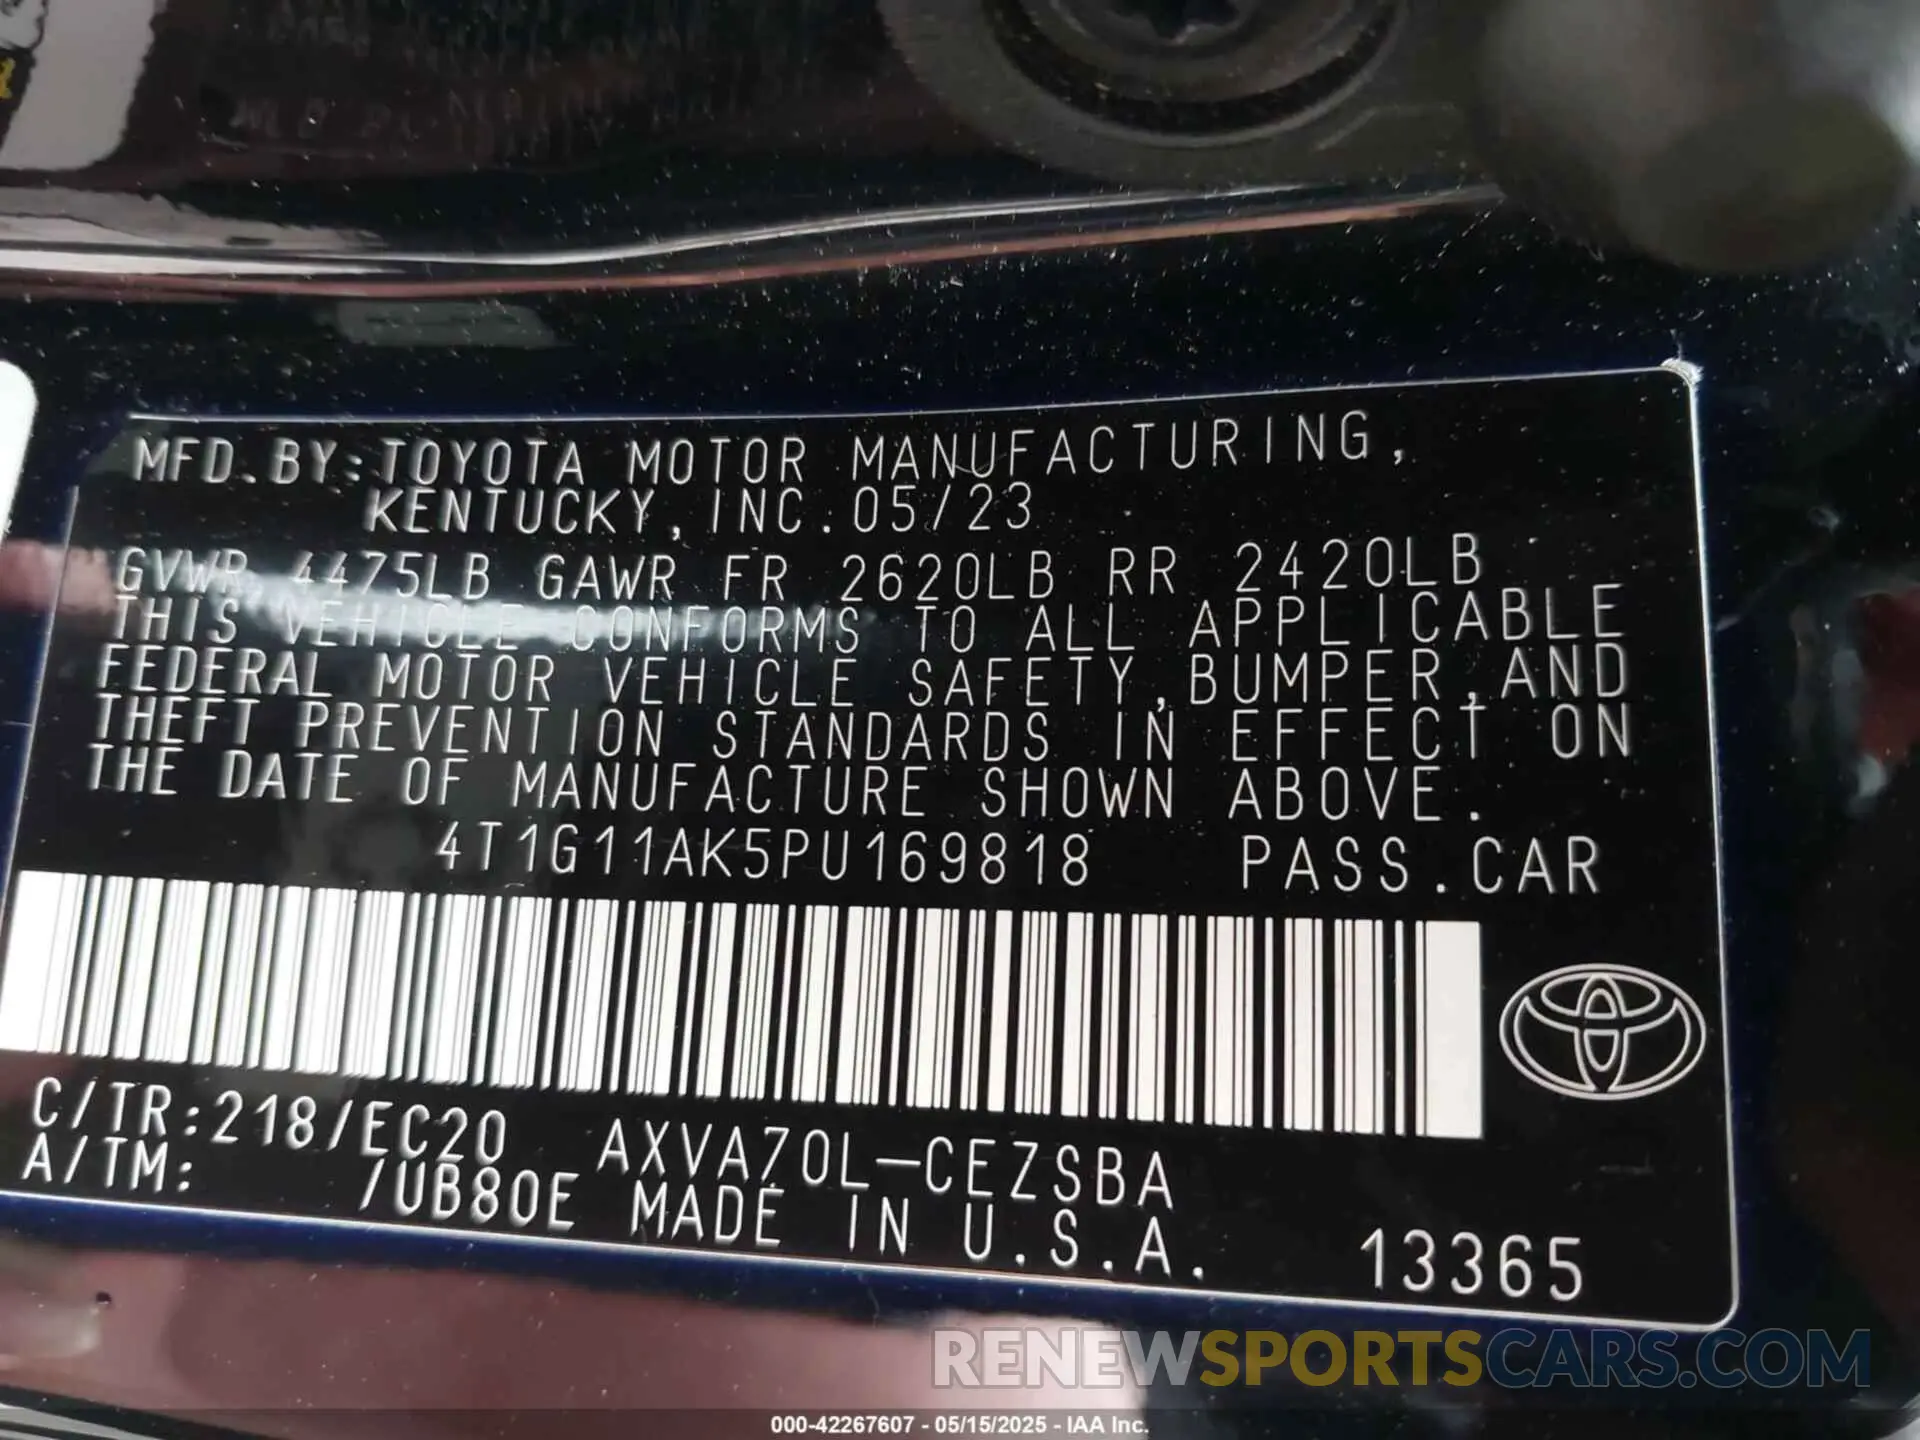 MFD.BY:TOYOTA MOTOR MANUFACTURING,
KENTUCKY, INC.05/23
GVWR 4475LB GAWR FR 2620LB RR 2420LB
THIS VEHICLE CONFORMS TO ALL APPLICABLE
FEDERAL MOTOR VEHICLE SAFETY,BUMPER,AND
THEFT PREVENTION STANDARDS IN EFFECT ON
THE DATE OF MANUFACTURE SHOWN ABOVE.
4T1G11AK5PU169818 PASS.CAR
C/TR:218/EC20 AXVA70L-CEZSBA
A/TM: /UB80E MADE IN U.S.A. 13365
RENEWSPORTSCARS.COM
000-42267607 - 05/15/2025 - IAA Inc.